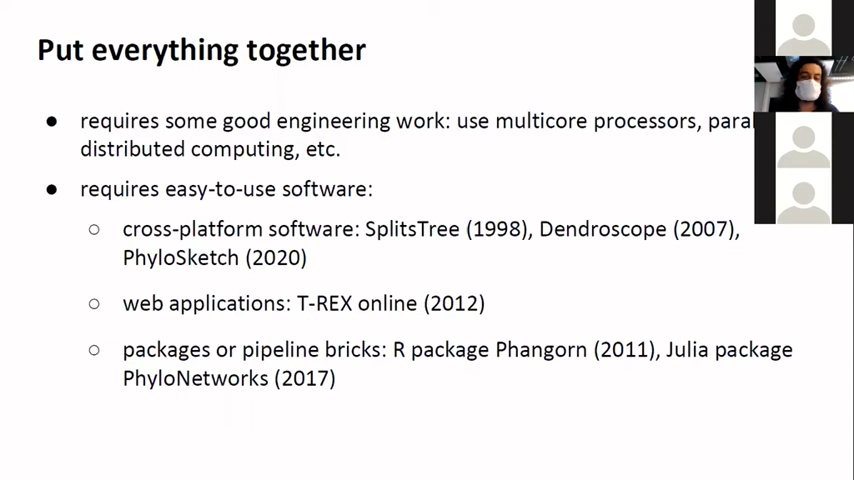 Put everything together
● requires some good engineering work: use multicore processors,
distributed computing, etc.
● requires easy-to-use software:
○ cross-platform software: SplitsTree (1998), Dendroscope (2007),
PhyloSketch (2020)
○ web applications: T-REX online (2012)
○ packages or pipeline bricks: R package Phangorn (2011), Julia package
PhyloNetworks (2017)